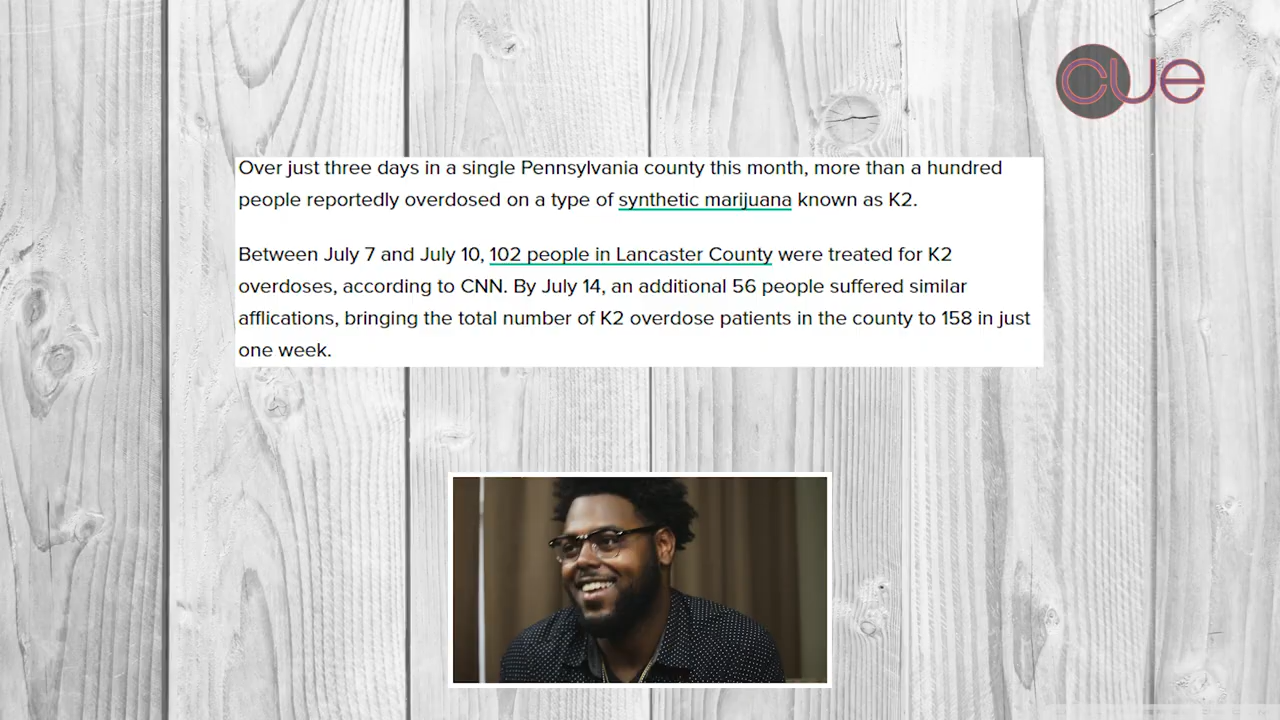 cue
Over just three days in a single Pennsylvania county this month, more than a hundred
people reportedly overdosed on a type of synthetic marijuana known as K2.
Between July 7 and July 10, 102 people in Lancaster County were treated for K2
overdoses, according to CNN. By July 14, an additional 56 people suffered similar
afflications, bringing the total number of K2 overdose patients in the county to 158 in just
one week.